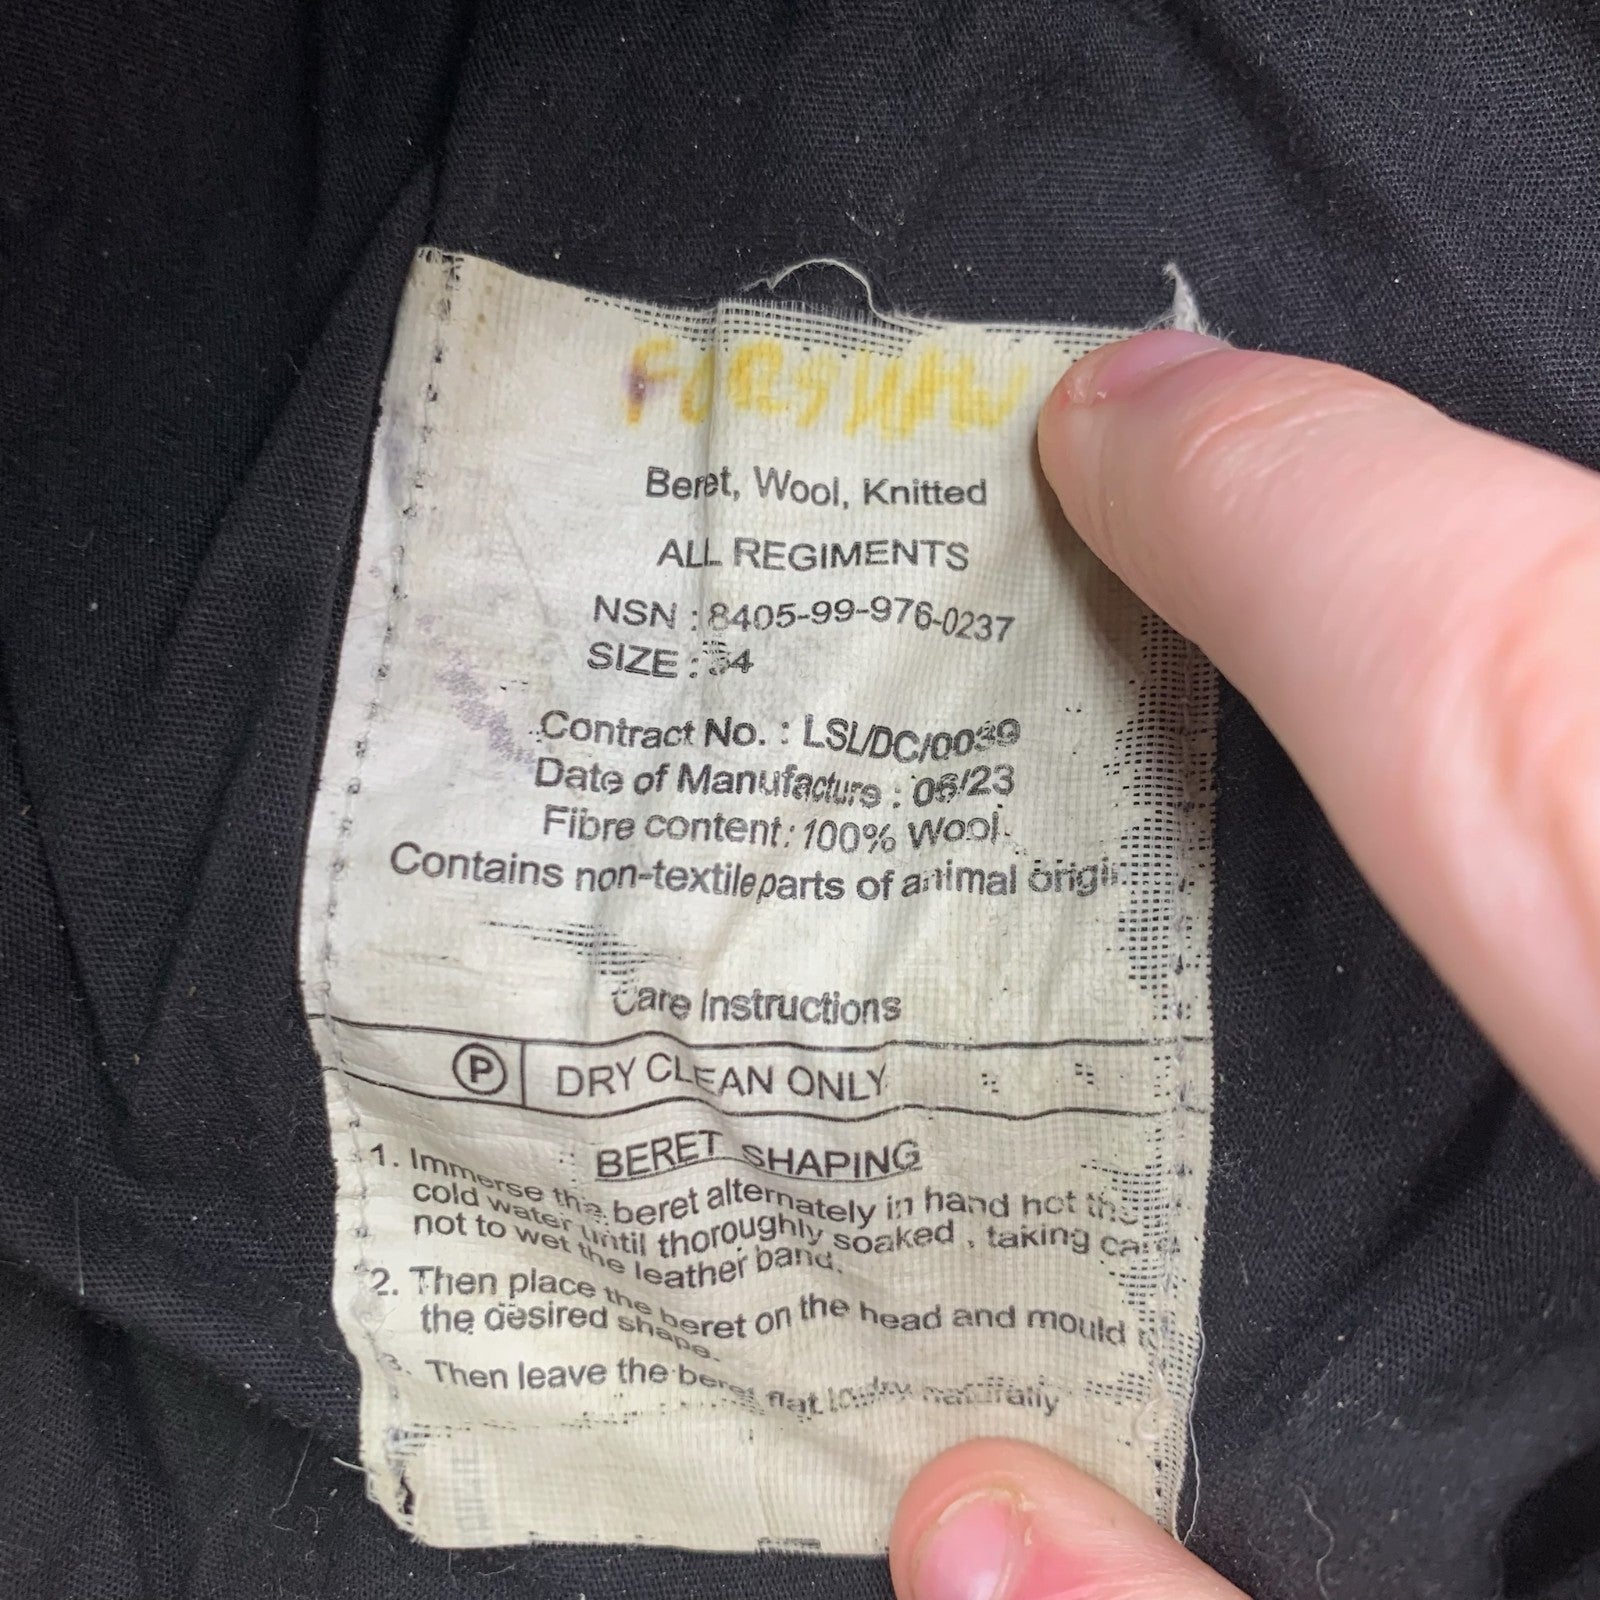 Beret, Wool, Knitted
ALL REGIMENTS
NSN : 8405-99-976-0237
SIZE : 54
Contract No. : LSL/DC/0039
Date of Manufacture : 06/23
Fibre content: 100% Wool.
Contains non-textile parts of animal origin
Care Instructions
P DRY CLEAN ONLY
BERET SHAPING
1. Immerse the beret alternately in hand hot the
cold water until thoroughly soaked , taking care
not to wet the leather band.
2. Then place the beret on the head and mould
the desired shape.
3. Then leave the beret flat to dry naturally